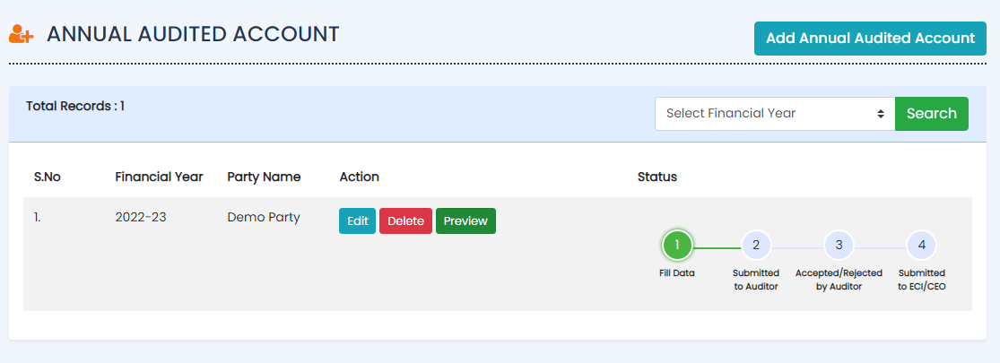 ANNUAL AUDITED ACCOUNT
Add Annual Audited Account
Total Records : 1
Select Financial Year
Search
S.No Financial Year Party Name Action Status
1. 2022-23 Demo Party Edit Delete Preview
1 2 3 4
Fill Data Submitted Accepted/Rejected Submitted
to Auditor by Auditor to ECI/CEO